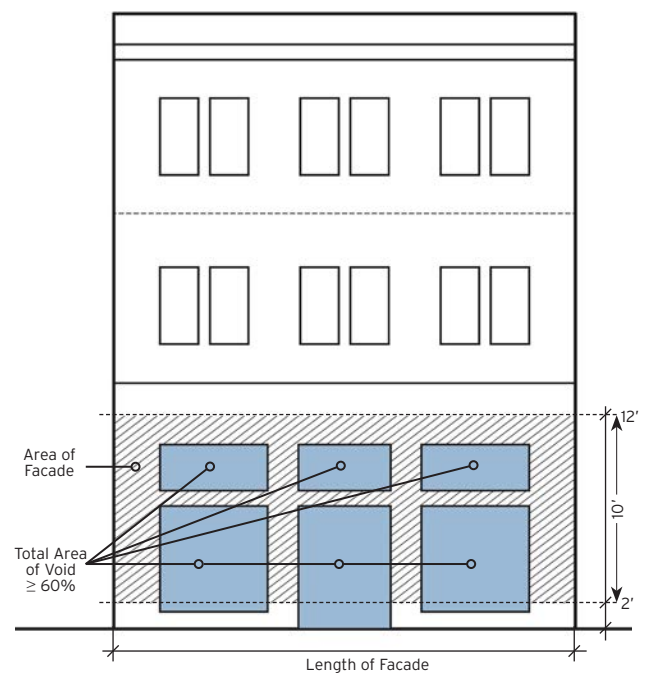 12'
Area of
Facade
10'
Total Area
of Void
≥ 60%
2'
Length of Facade